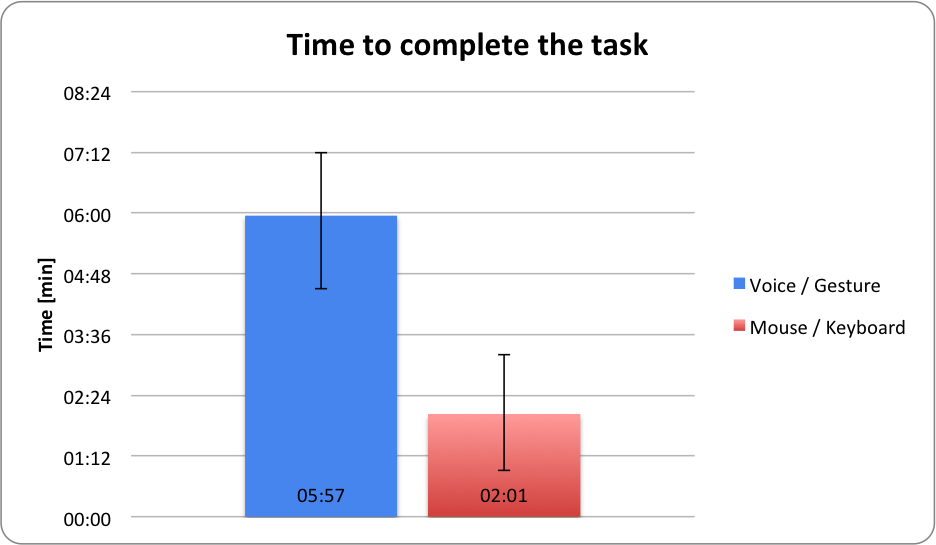 Time to complete the task
08:24
07:12
06:00
04:48
03:36
02:24
01:12
00:00
Time [min]
05:57
02:01
Voice / Gesture
Mouse / Keyboard